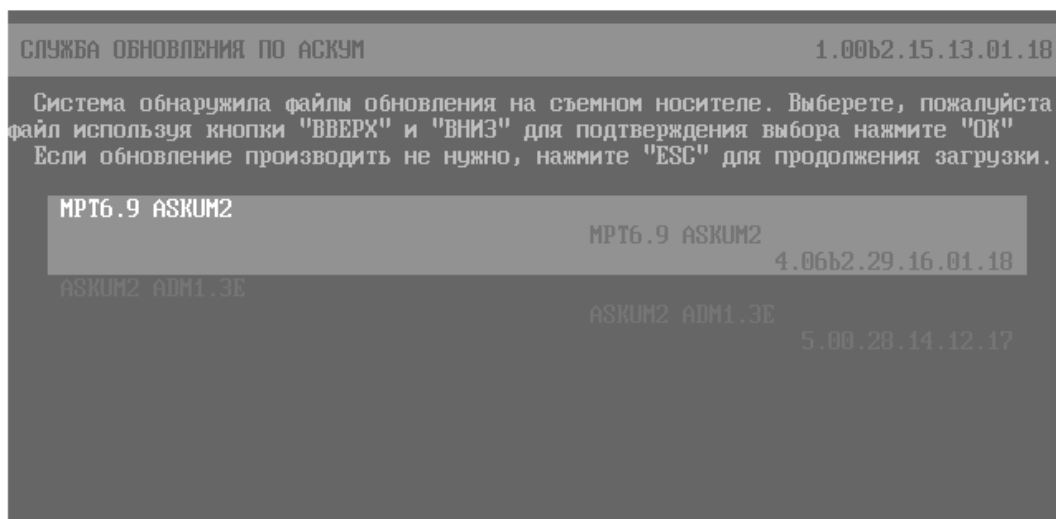 СЛУЖБА ОБНОВЛЕНИЯ ПО АСКУМ 1.00b2.15.13.01.18
Система обнаружила файлы обновления на съемном носителе. Выберете, пожалуйста
файл используя кнопки "ВВЕРХ" и "ВНИЗ" для подтверждения выбора нажмите "ОК"
Если обновление производить не нужно, нажмите "ESC" для продолжения загрузки.
МРТ6.9 ASKUM2
МРТ6.9 ASKUM2
4.06b2.29.16.01.18
ASKUM2 ADM1.3E
ASKUM2 ADM1.3E
5.00.28.14.12.17